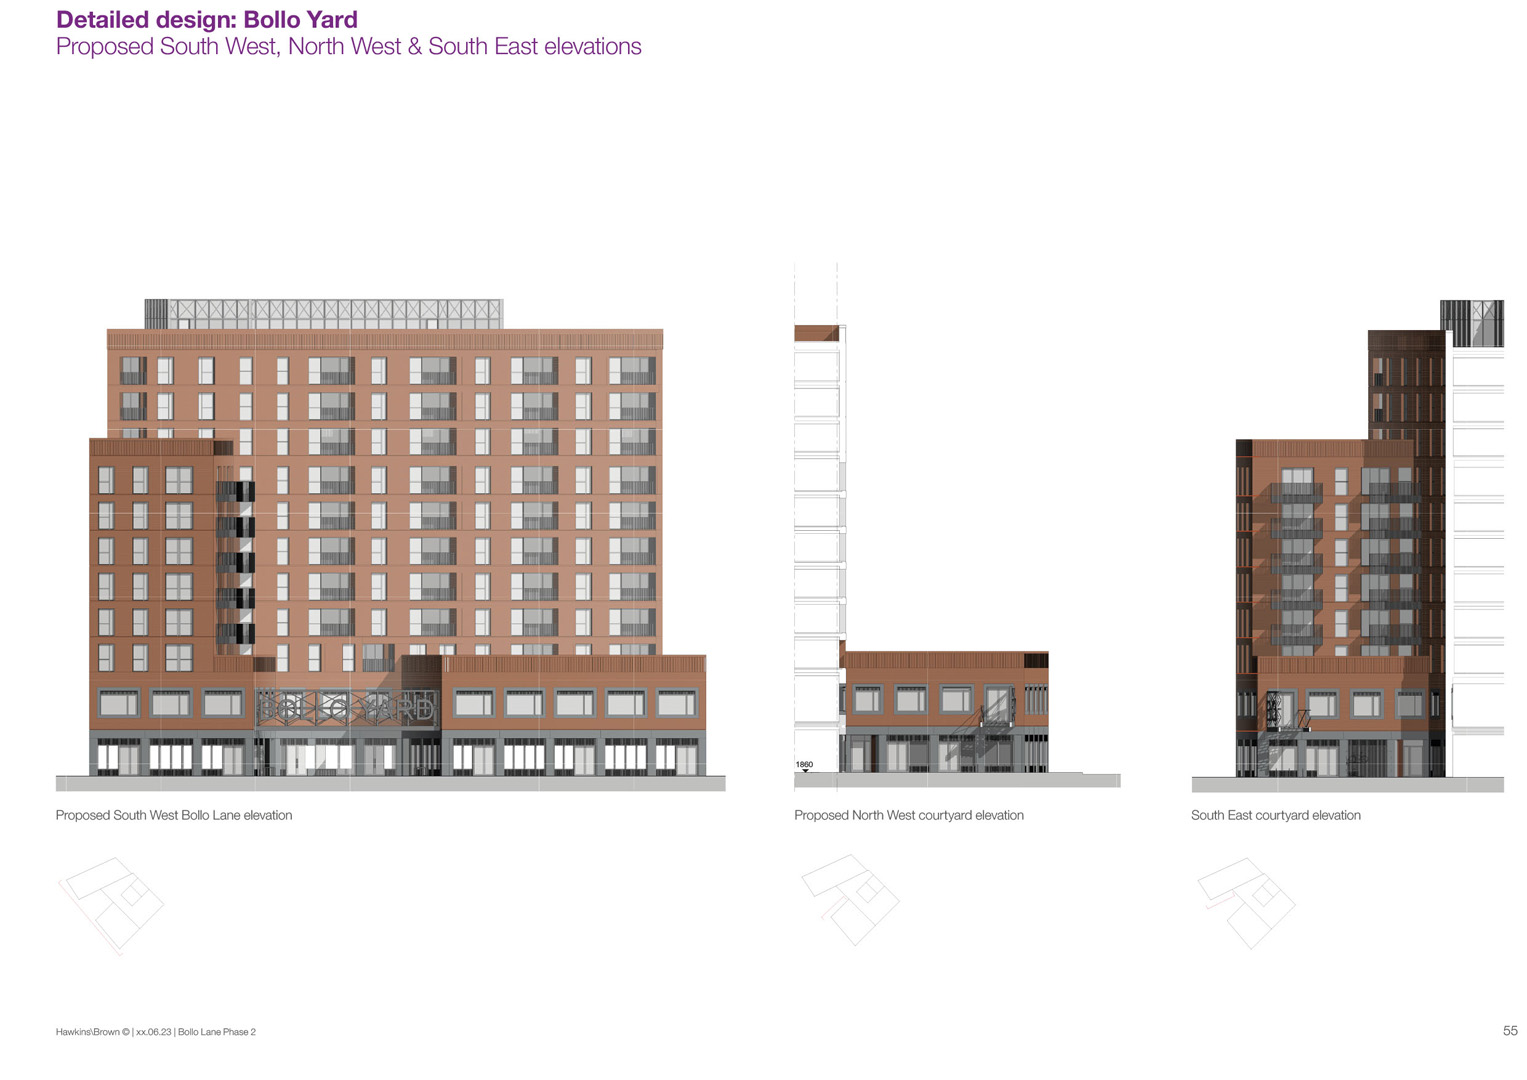 Detailed design: Bollo Yard
Proposed South West, North West & South East elevations
BOLLO YARD
1860
Proposed South West Bollo Lane elevation
Proposed North West courtyard elevation
South East courtyard elevation
Hawkins\Brown © | xx.06.23 | Bollo Lane Phase 2
55